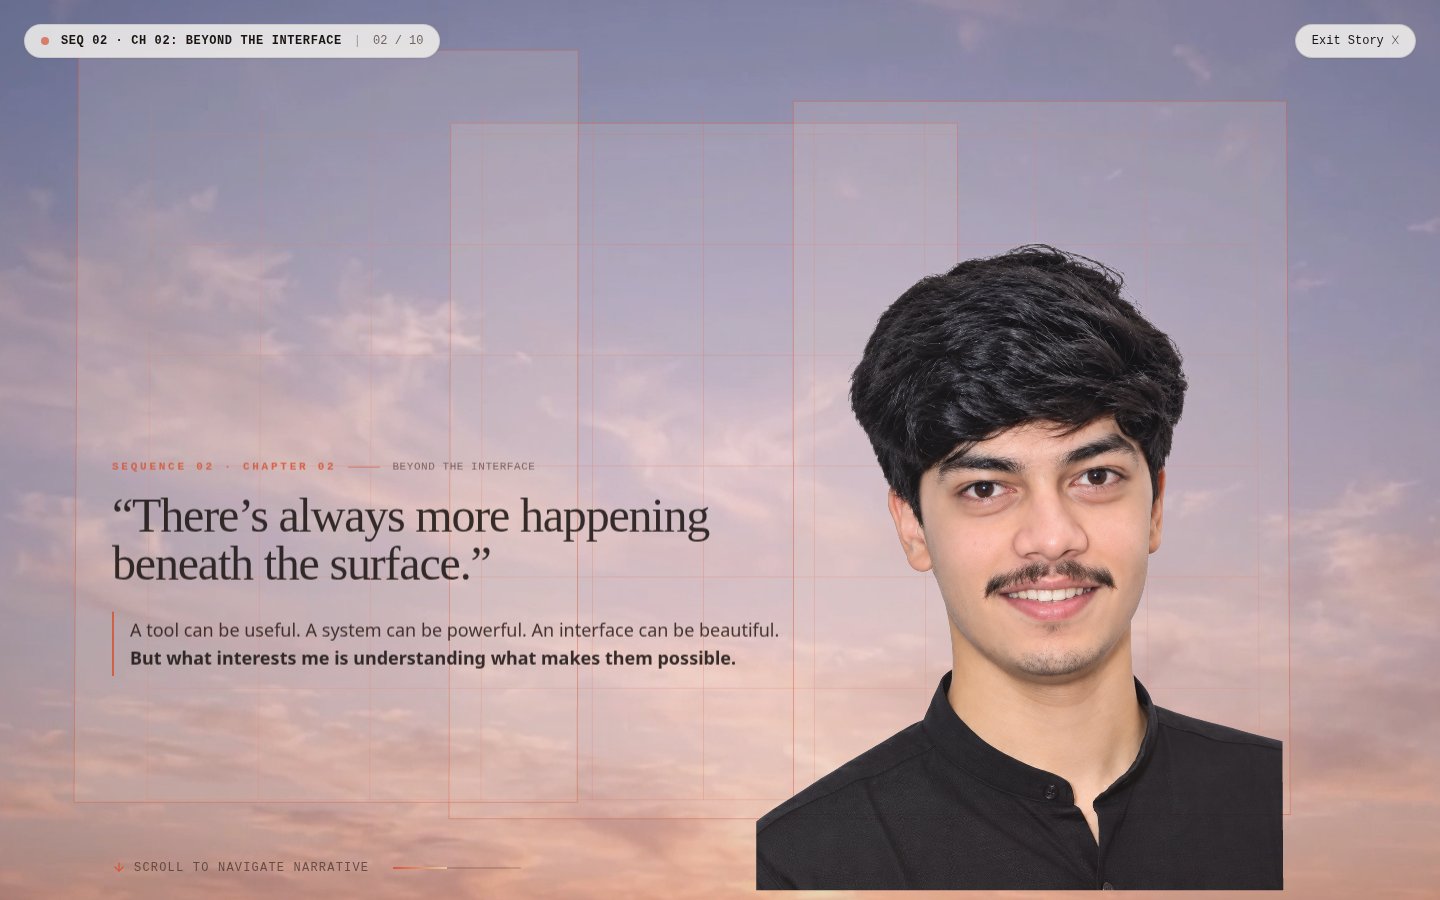 SEQ 02 · CH 02: BEYOND THE INTERFACE | 02 / 10
Exit Story X
SEQUENCE 02 · CHAPTER 02 BEYOND THE INTERFACE
“There’s always more happening
beneath the surface.”
A tool can be useful. A system can be powerful. An interface can be beautiful.
But what interests me is understanding what makes them possible.
↓ SCROLL TO NAVIGATE NARRATIVE